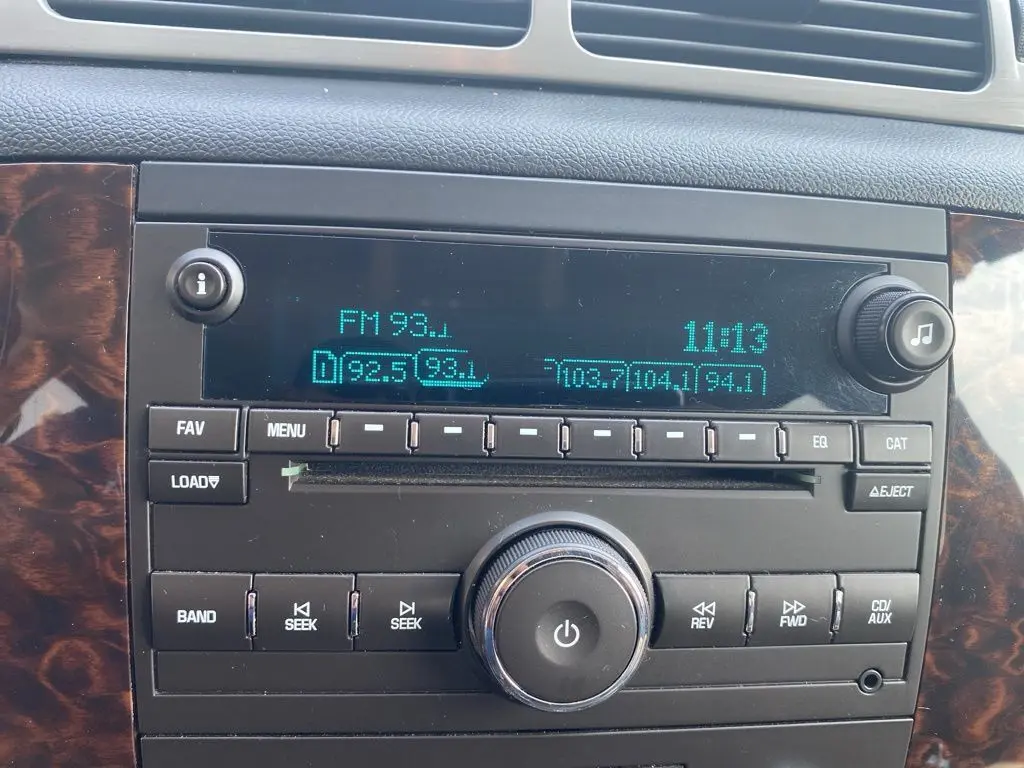 i
FM 93.1
11:13
1 92.5 93.1 103.7 104.1 94.1
FAV
MENU
EQ
CAT
LOAD
EJECT
BAND
SEEK
SEEK
REV
FWD
CD/
AUX